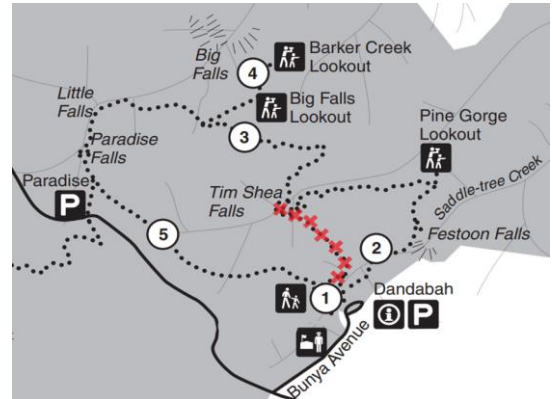 Barker Creek
Lookout
Big
Falls
4
Big Falls
Lookout
Little
Falls
Pine Gorge
Lookout
3
Paradise
Falls
Paradise
P
Tim Shea
Falls
Saddle-tree Creek
5
2
Festoon Falls
1
Dandabah
i P
Bunya Avenue